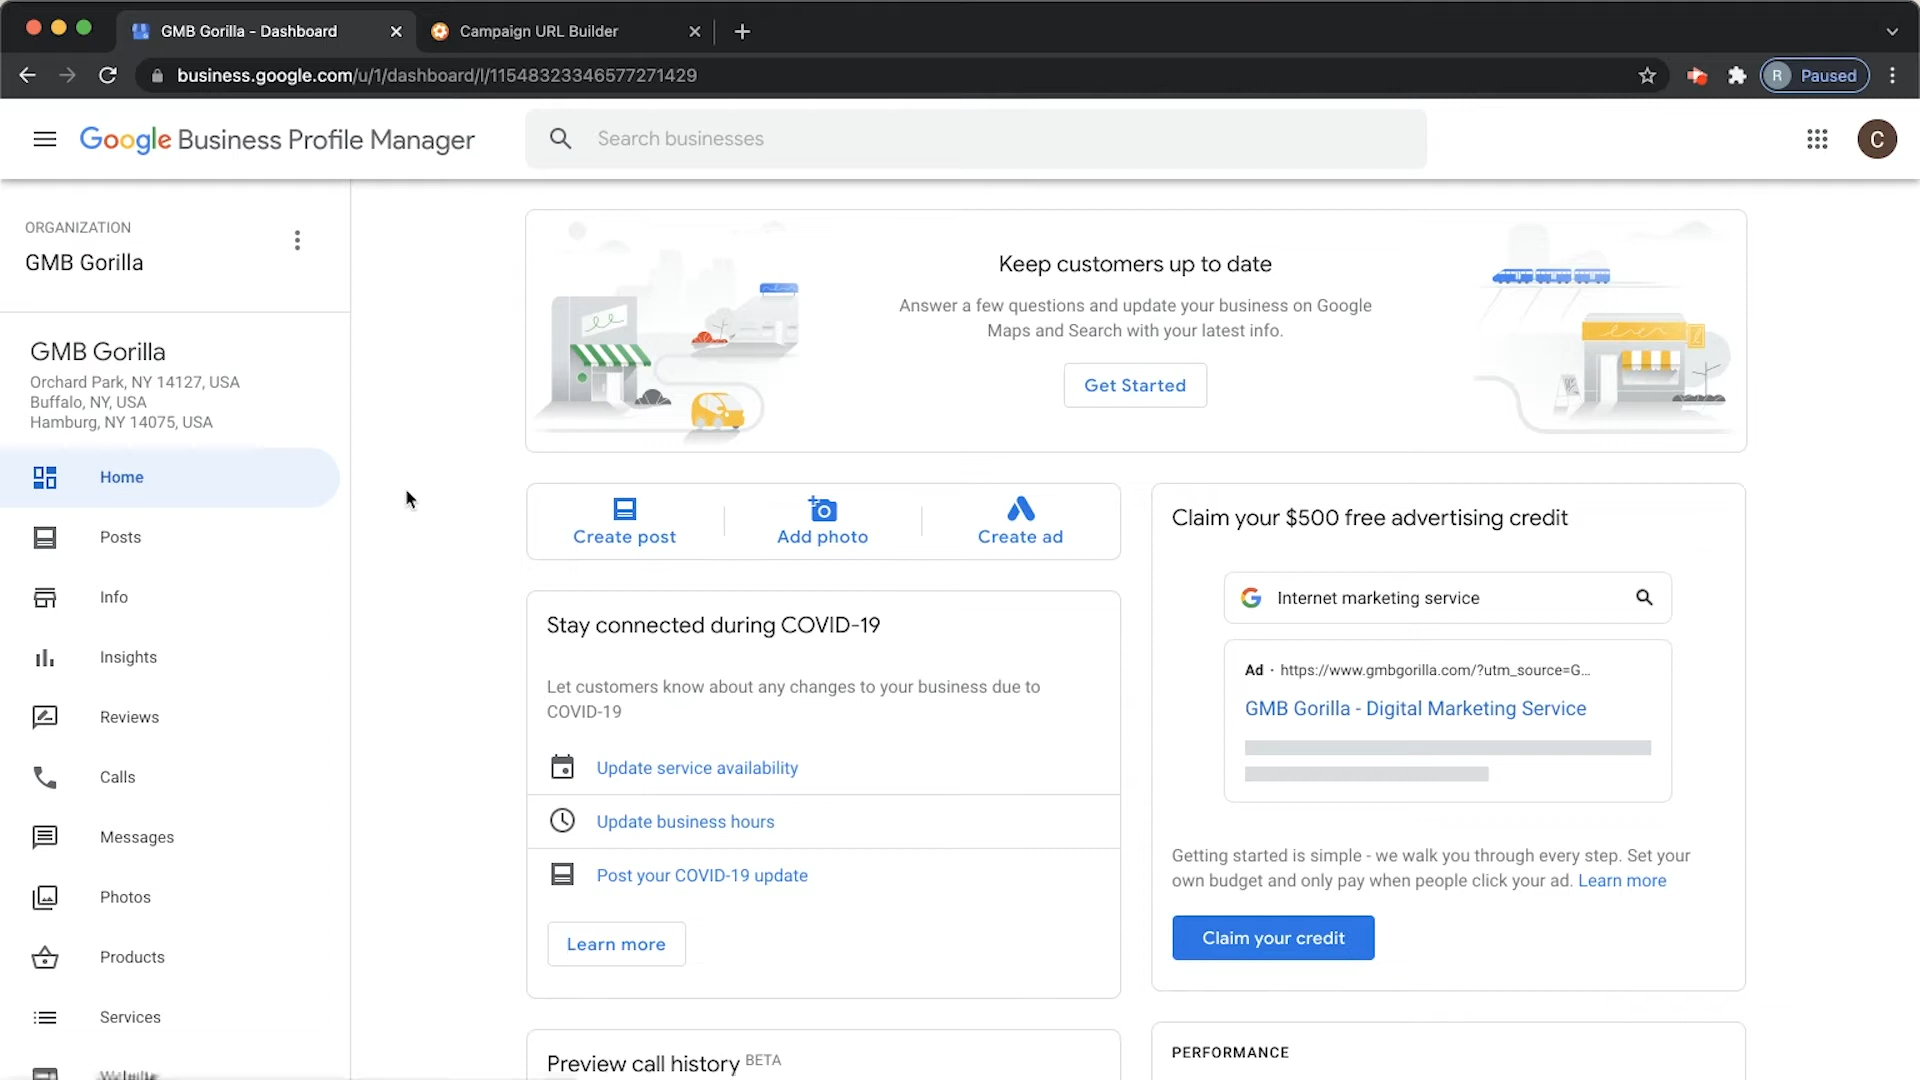 GMB Gorilla - Dashboard
Campaign URL Builder
business.google.com/u/1/dashboard/l/11548323346577271429
R Paused
Google Business Profile Manager
Search businesses
C
ORGANIZATION
GMB Gorilla
GMB Gorilla
Orchard Park, NY 14127, USA
Buffalo, NY, USA
Hamburg, NY 14075, USA
Home
Posts
Info
Insights
Reviews
Calls
Messages
Photos
Products
Services
Keep customers up to date
Answer a few questions and update your business on Google
Maps and Search with your latest info.
Get Started
Create post
Add photo
Create ad
Stay connected during COVID-19
Let customers know about any changes to your business due to
COVID-19
Update service availability
Update business hours
Post your COVID-19 update
Learn more
Preview call history BETA
Claim your $500 free advertising credit
Internet marketing service
Ad · https://www.gmbgorilla.com/?utm_source=G...
GMB Gorilla - Digital Marketing Service
Getting started is simple - we walk you through every step. Set your
own budget and only pay when people click your ad. Learn more
Claim your credit
PERFORMANCE